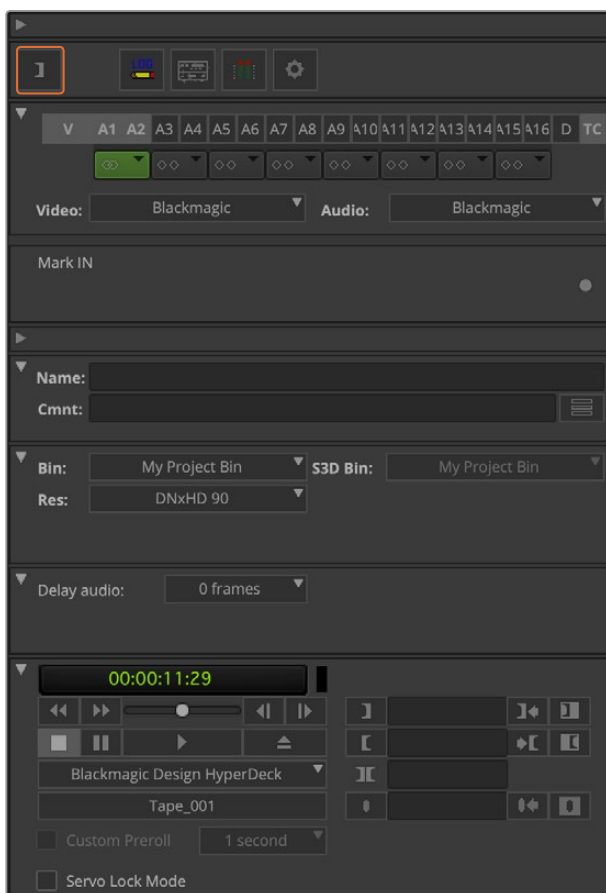 LOG
V A1 A2 A3 A4 A5 A6 A7 A8 A9 A10 A11 A12 A13 A14 A15 A16 D TC
Video: Blackmagic Audio: Blackmagic
Mark IN
Name:
Cmnt:
Bin: My Project Bin S3D Bin: My Project Bin
Res: DNxHD 90
Delay audio: 0 frames
00:00:11:29
Blackmagic Design HyperDeck
Tape_001
Custom Preroll 1 second
Servo Lock Mode